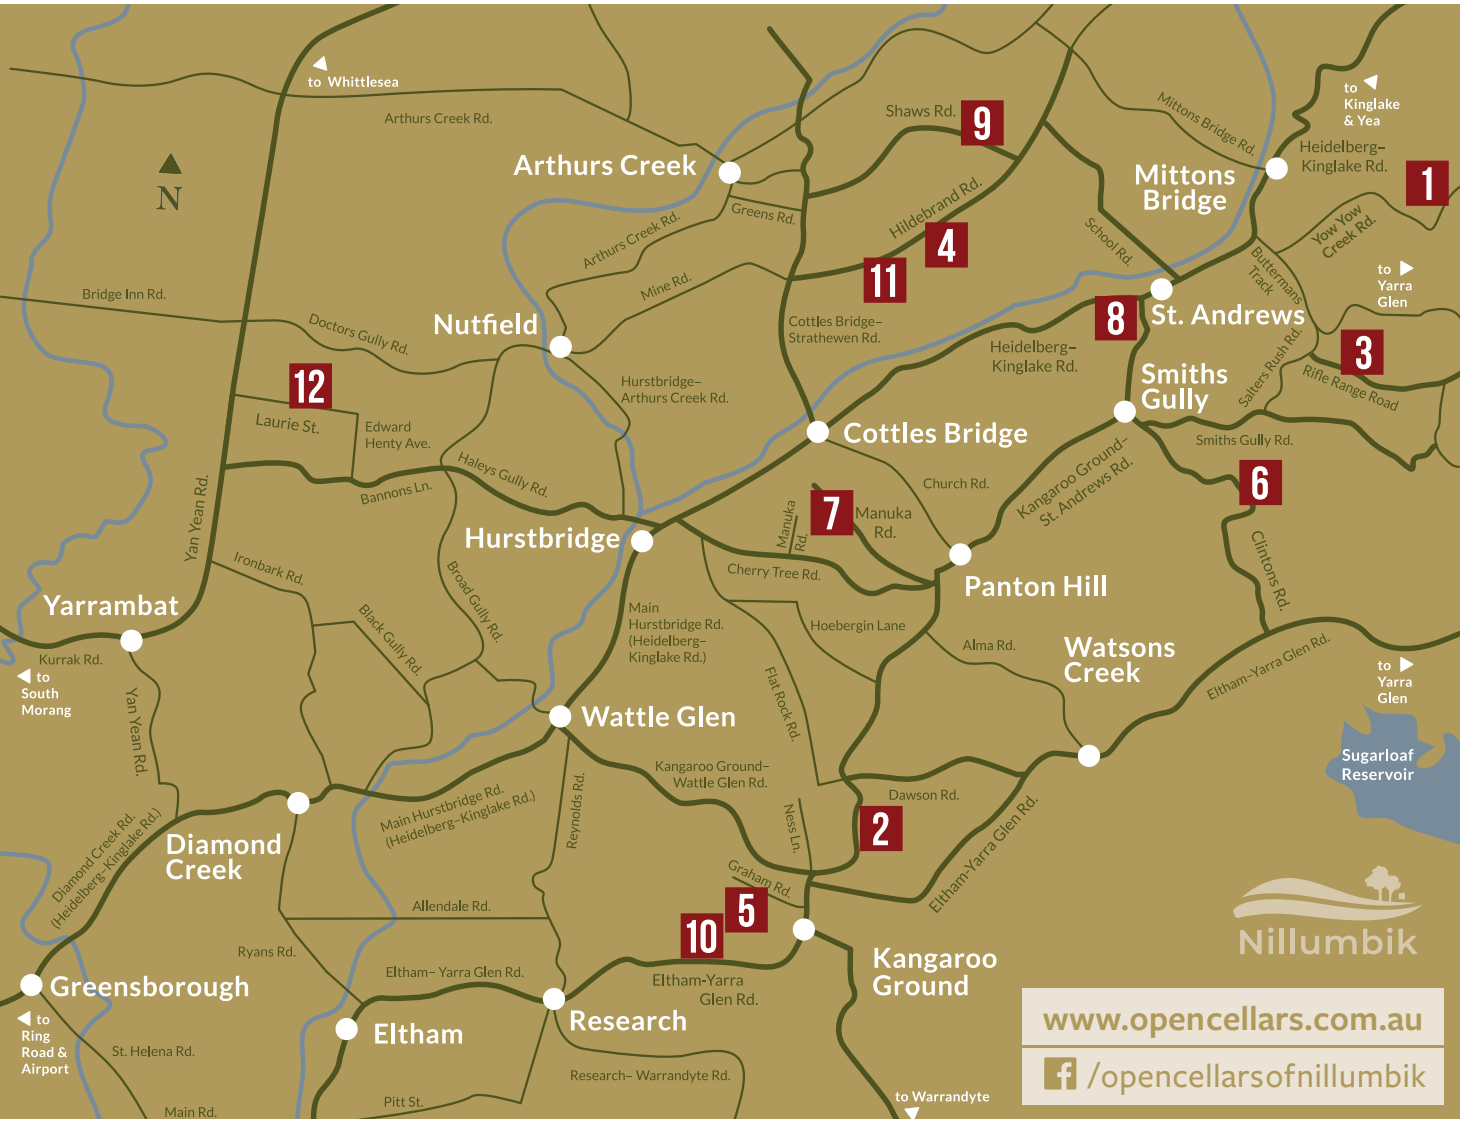 to Whittlesea
Arthurs Creek Rd.
N
Arthurs Creek
Shaws Rd.
9
Mittons Bridge Rd.
to
Kinglake
& Yea
Heidelberg–
Kinglake Rd.
Mittons
Bridge
1
Yow Yow
Creek Rd.
Greens Rd.
Hildebrand Rd.
4
11
Arthurs Creek Rd.
Mine Rd.
School Rd.
Buttermans
Track
to
Yarra
Glen
Bridge Inn Rd.
Doctors Gully Rd.
Nutfield
Cottles Bridge–
Strathewen Rd.
8
St. Andrews
Heidelberg–
Kinglake Rd.
3
Salters Rush Rd.
Rifle Range Road
Smiths
Gully
12
Laurie St.
Edward
Henty Ave.
Hurstbridge–
Arthurs Creek Rd.
Cottles Bridge
Smiths Gully Rd.
Haleys Gully Rd.
Bannons Ln.
Yan Yean Rd.
Church Rd.
Kangaroo Ground–
St. Andrews Rd.
6
7
Manuka
Rd.
Manuka
Rd.
Hurstbridge
Cherry Tree Rd.
Panton Hill
Clintons Rd.
Ironbark Rd.
Broad Gully Rd.
Black Gully Rd.
Yarrambat
Kurrak Rd.
to
South
Morang
Main
Hurstbridge Rd.
(Heidelberg–
Kinglake Rd.)
Hoebergin Lane
Alma Rd.
Watsons
Creek
Eltham–Yarra Glen Rd.
to
Yarra
Glen
Yan Yean Rd.
Flat Rock Rd.
Wattle Glen
Sugarloaf
Reservoir
Kangaroo Ground–
Wattle Glen Rd.
Dawson Rd.
Main Hurstbridge Rd.
(Heidelberg–Kinglake Rd.)
Reynolds Rd.
Ness Ln.
2
Eltham–Yarra Glen Rd.
Diamond
Creek
Diamond Creek Rd.
(Heidelberg–Kinglake Rd.)
Graham Rd.
5
10
Allendale Rd.
Nillumbik
Ryans Rd.
Eltham– Yarra Glen Rd.
Eltham-Yarra
Glen Rd.
Kangaroo
Ground
Greensborough
to
Ring
Road &
Airport
Research
Eltham
St. Helena Rd.
Research– Warrandyte Rd.
Main Rd.
Pitt St.
to Warrandyte
www.opencellars.com.au
/opencellarsofnillumbik